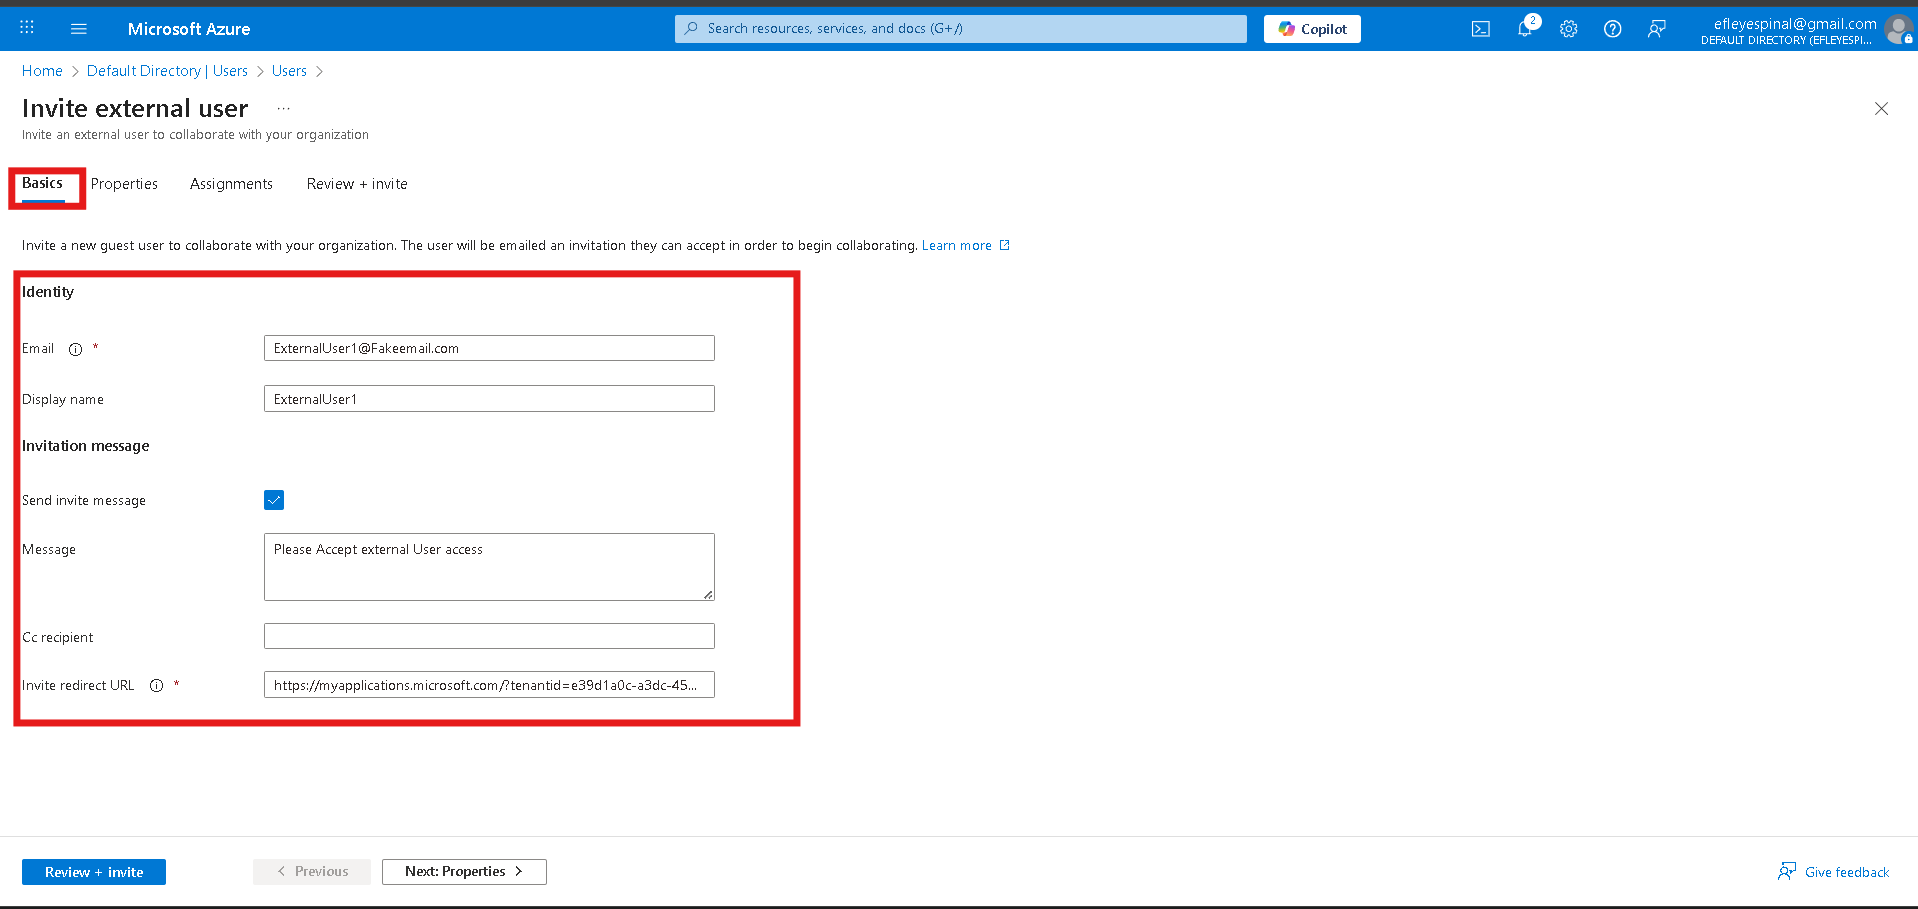 Microsoft Azure
Search resources, services, and docs (G+/)
Copilot
2
efleyespinal@gmail.com
DEFAULT DIRECTORY (EFLEYESPI...
Home > Default Directory | Users > Users >
Invite external user ...
Invite an external user to collaborate with your organization
Basics Properties Assignments Review + invite
Invite a new guest user to collaborate with your organization. The user will be emailed an invitation they can accept in order to begin collaborating. Learn more
Identity
Email * ExternalUser1@Fakeemail.com
Display name ExternalUser1
Invitation message
Send invite message
Message Please Accept external User access
Cc recipient
Invite redirect URL * https://myapplications.microsoft.com/?tenantid=e39d1a0c-a3dc-45...
Review + invite < Previous Next: Properties > Give feedback